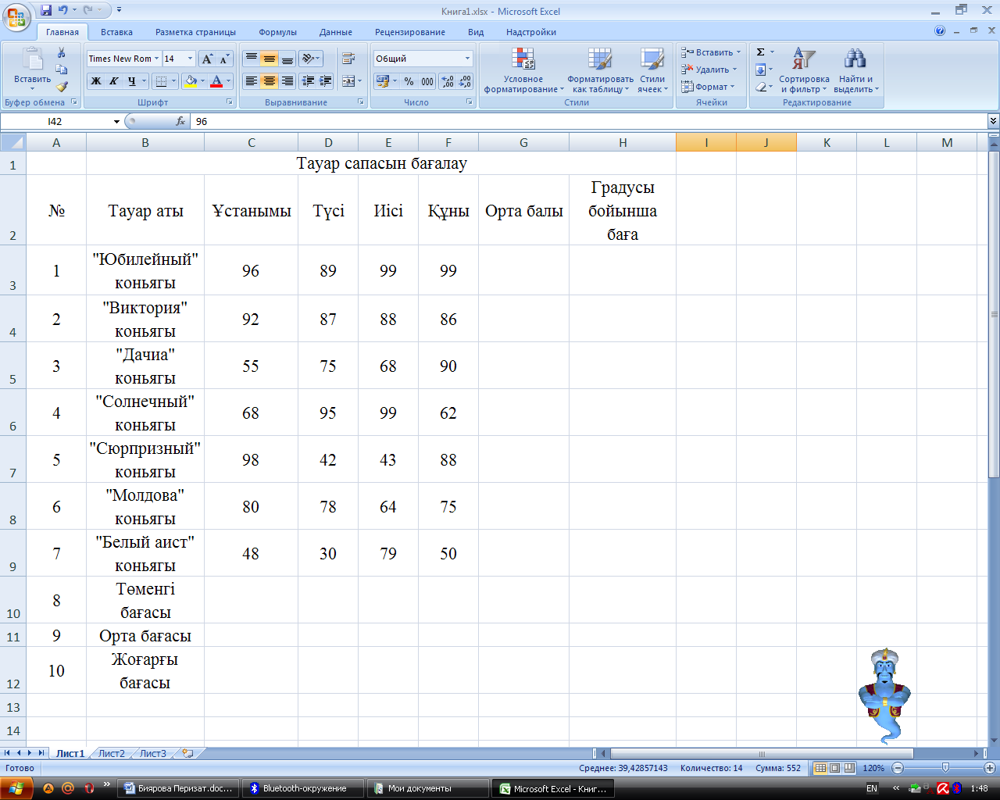 Книга1.xlsx - Microsoft Excel
Главная Вставка Разметка страницы Формулы Данные Рецензирование Вид Надстройки
Вставить
Times New Rom 14
Ж К Ч
Общий
% 000
Условное форматирование
Форматировать как таблицу
Стили ячеек
Вставить
Удалить
Формат
Сортировка и фильтр
Найти и выделить
Буфер обмена Шрифт Выравнивание Число Стили Ячейки Редактирование
I42 fx 96
A B C D E F G H I J K L M
1 Тауар сапасын бағалау
2 № Тауар аты Ұстанымы Түсі Иісі Құны Орта балы Градусы бойынша баға
3 1 "Юбилейный" коньягы 96 89 99 99
4 2 "Виктория" коньягы 92 87 88 86
5 3 "Дачиа" коньягы 55 75 68 90
6 4 "Солнечный" коньягы 68 95 99 62
7 5 "Сюрпризный" коньягы 98 42 43 88
8 6 "Молдова" коньягы 80 78 64 75
9 7 "Белый аист" коньягы 48 30 79 50
10 8 Төменгі бағасы
11 9 Орта бағасы
12 10 Жоғарғы бағасы
13
14
Лист1 Лист2 Лист3
Готово Среднее: 39,42857143 Количество: 14 Сумма: 552 120%
Биярова Перизат.doc... Bluetooth-окружение Мои документы Microsoft Excel - Книг... EN 1:48